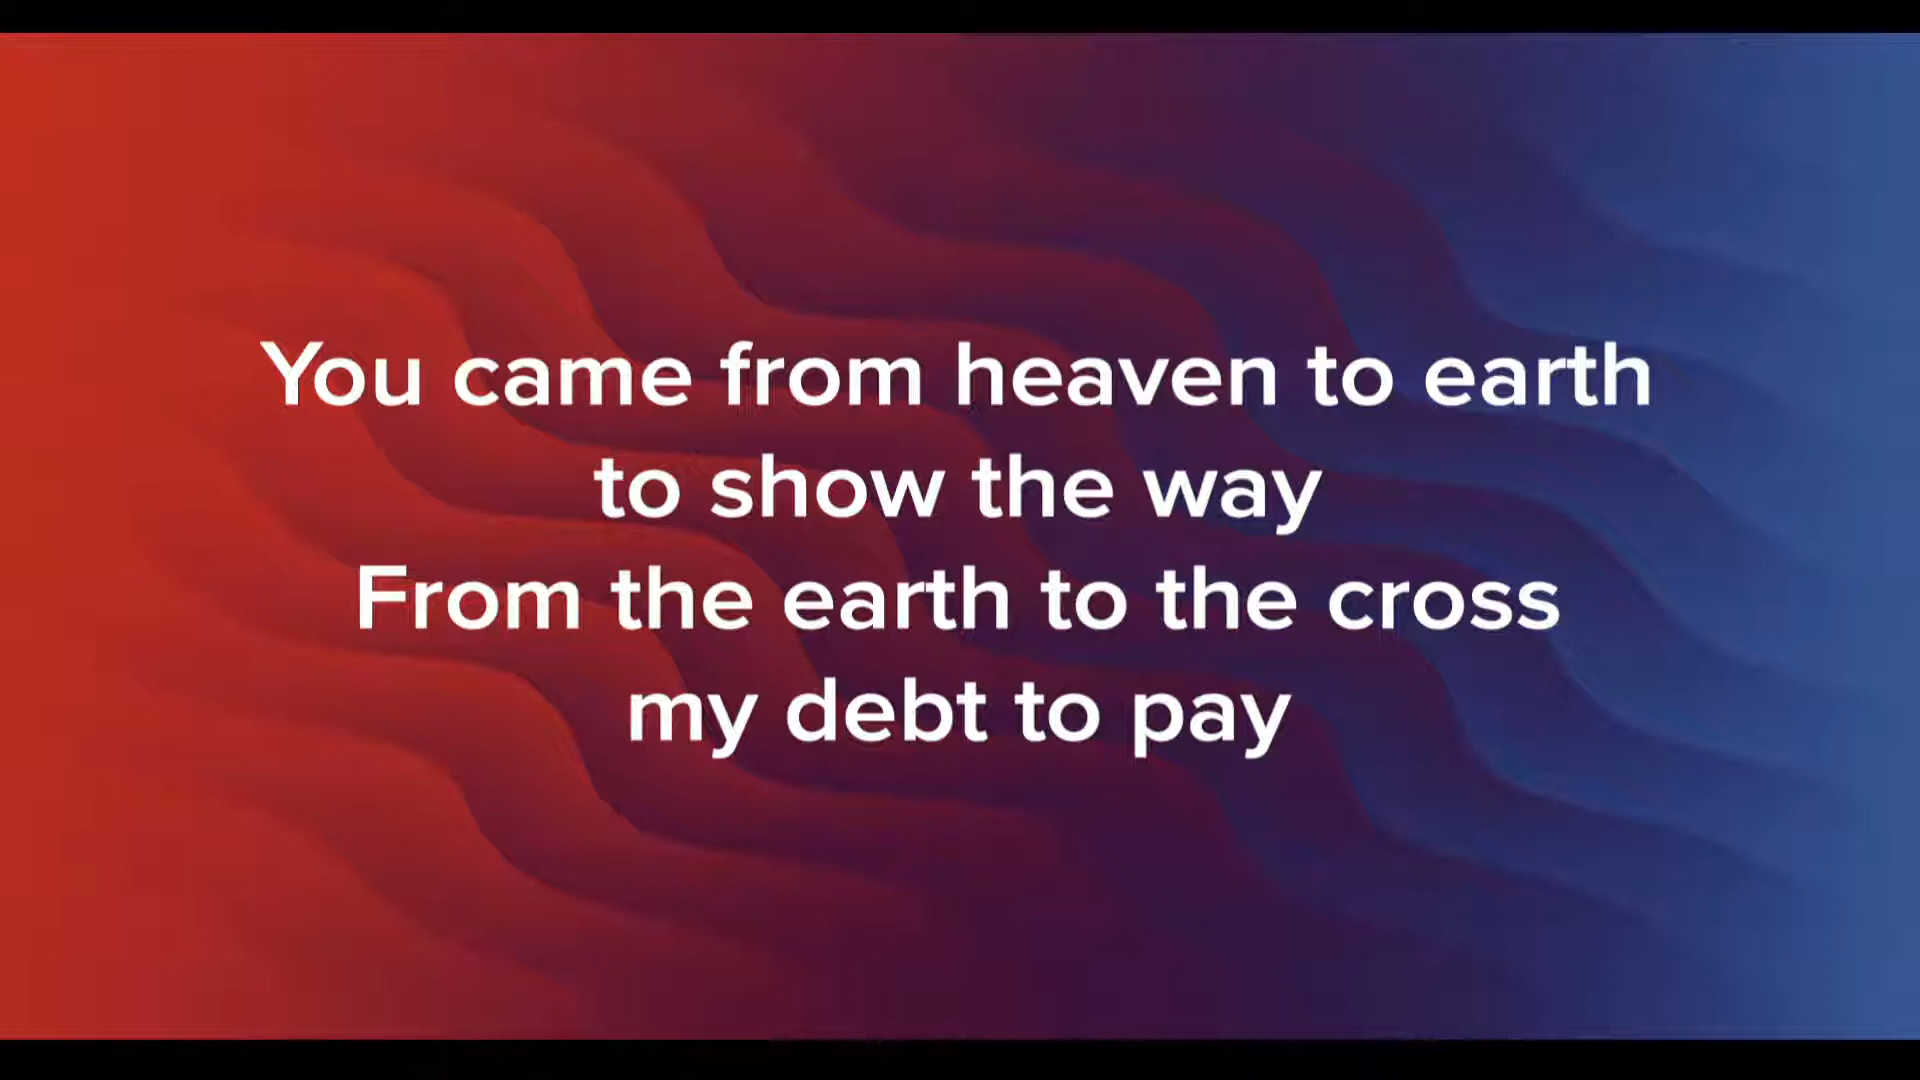 You came from heaven to earth
to show the way
From the earth to the cross
my debt to pay